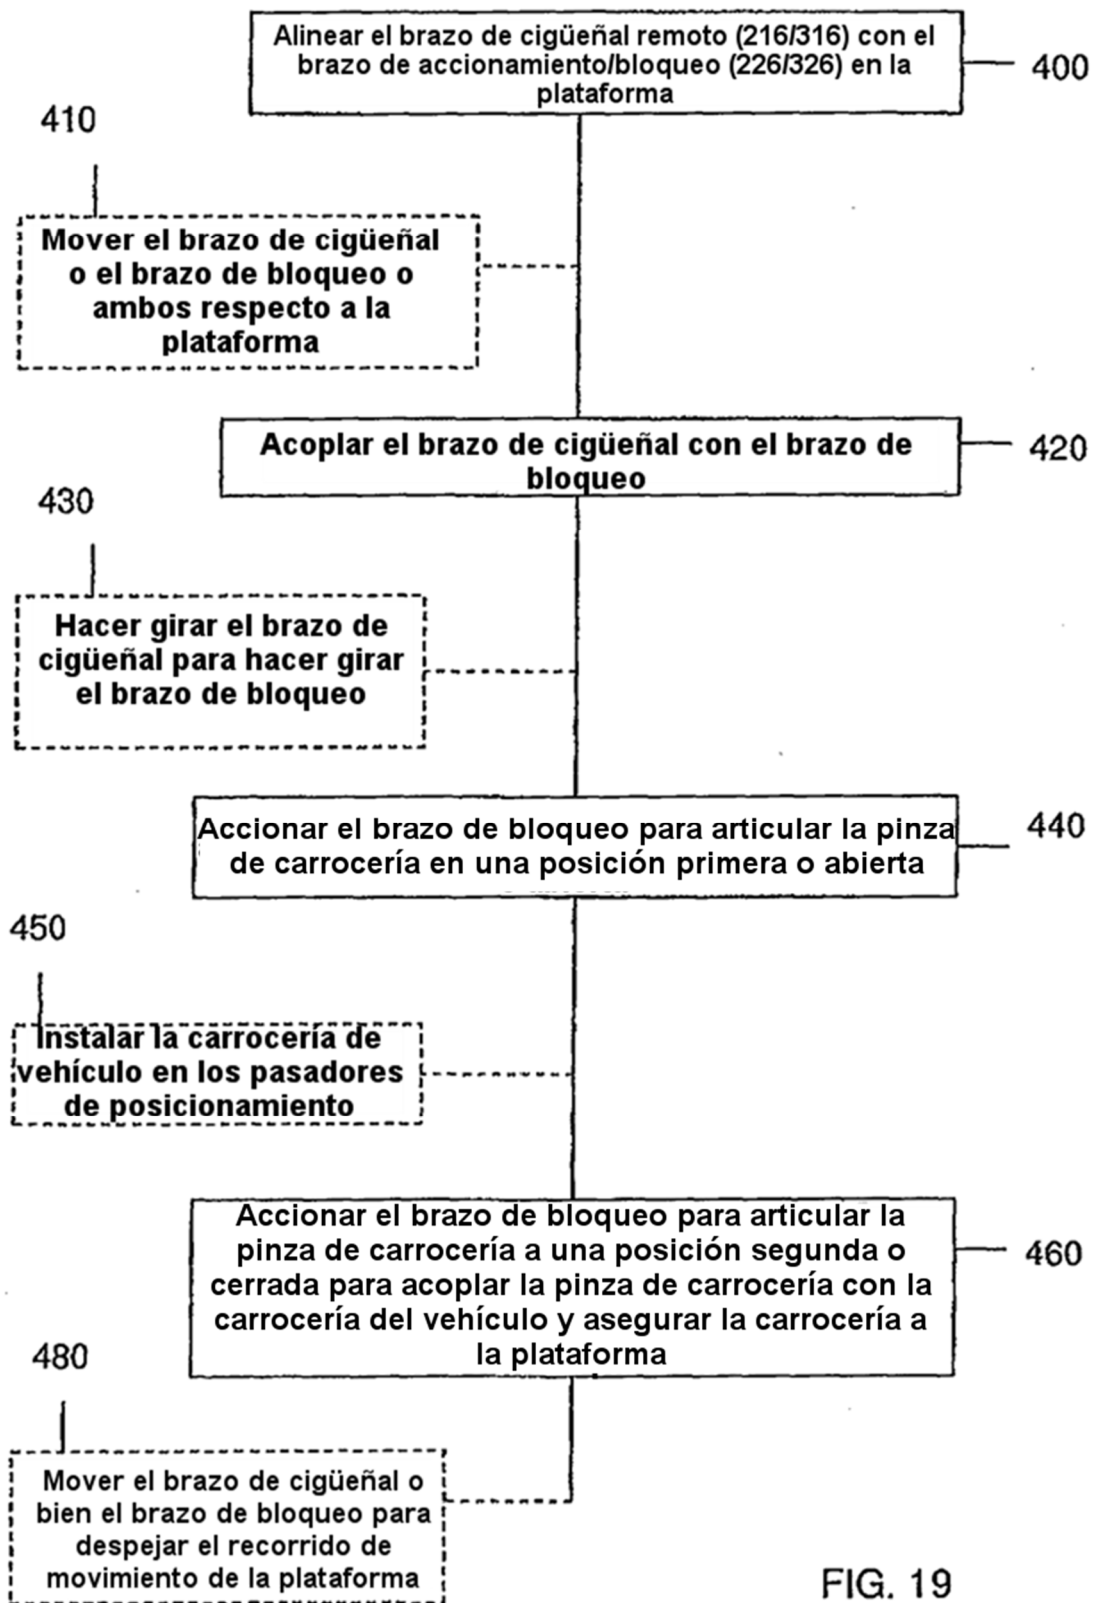 Alinear el brazo de cigüeñal remoto (216/316) con el
brazo de accionamiento/bloqueo (226/326) en la
plataforma
400
410
Mover el brazo de cigüeñal
o el brazo de bloqueo o
ambos respecto a la
plataforma
Acoplar el brazo de cigüeñal con el brazo de
bloqueo
420
430
Hacer girar el brazo de
cigüeñal para hacer girar
el brazo de bloqueo
Accionar el brazo de bloqueo para articular la pinza
de carrocería en una posición primera o abierta
440
450
Instalar la carrocería de
vehículo en los pasadores
de posicionamiento
Accionar el brazo de bloqueo para articular la
pinza de carrocería a una posición segunda o
cerrada para acoplar la pinza de carrocería con la
carrocería del vehículo y asegurar la carrocería a
la plataforma
460
480
Mover el brazo de cigüeñal o
bien el brazo de bloqueo para
despejar el recorrido de
movimiento de la plataforma
FIG. 19